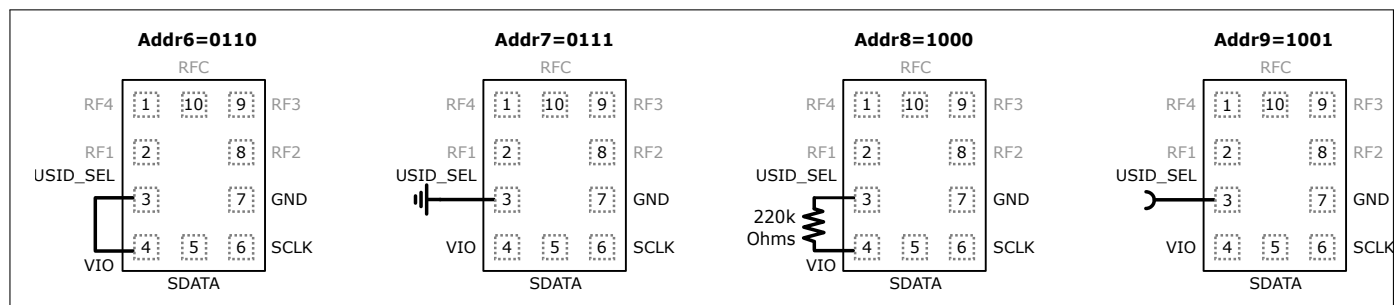 Addr6=0110
RFC
RF4 1 10 9 RF3
RF1 2 8 RF2
USID_SEL
3 7 GND
4 5 6 SCLK
VIO
SDATA
Addr7=0111
RFC
RF4 1 10 9 RF3
RF1 2 8 RF2
USID_SEL
3 7 GND
VIO 4 5 6 SCLK
SDATA
Addr8=1000
RFC
RF4 1 10 9 RF3
RF1 2 8 RF2
USID_SEL
3 7 GND
220k
Ohms
4 5 6 SCLK
VIO
SDATA
Addr9=1001
RFC
RF4 1 10 9 RF3
RF1 2 8 RF2
USID_SEL
3 7 GND
VIO 4 5 6 SCLK
SDATA